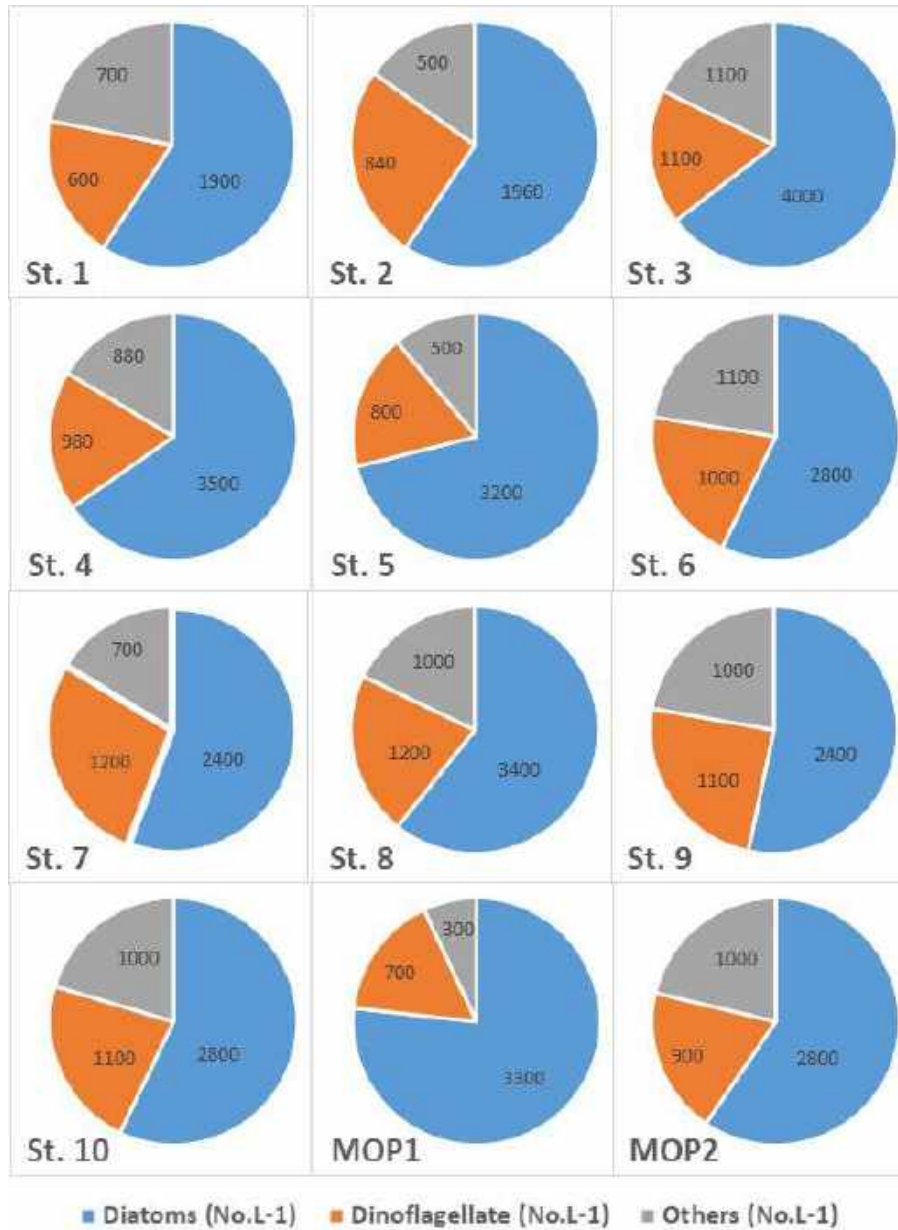 700
600
1900
St. 1
500
840
1960
St. 2
1100
1100
4000
St. 3
880
980
3500
St. 4
500
800
3200
St. 5
1100
1000
2800
St. 6
700
1200
2400
St. 7
1000
1200
3400
St. 8
1000
1100
2400
St. 9
1000
1100
2800
St. 10
300
700
3300
MOP1
1000
900
2800
MOP2
Diatoms (No.L-1) Dinoflagellate (No.L-1) Others (No.L-1)